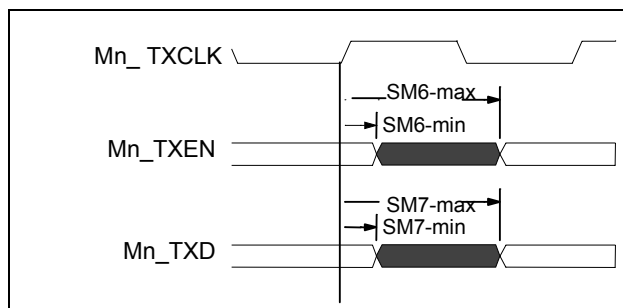 Mn_ TXCLK
SM6-max
SM6-min
Mn_TXEN
SM7-max
SM7-min
Mn_TXD